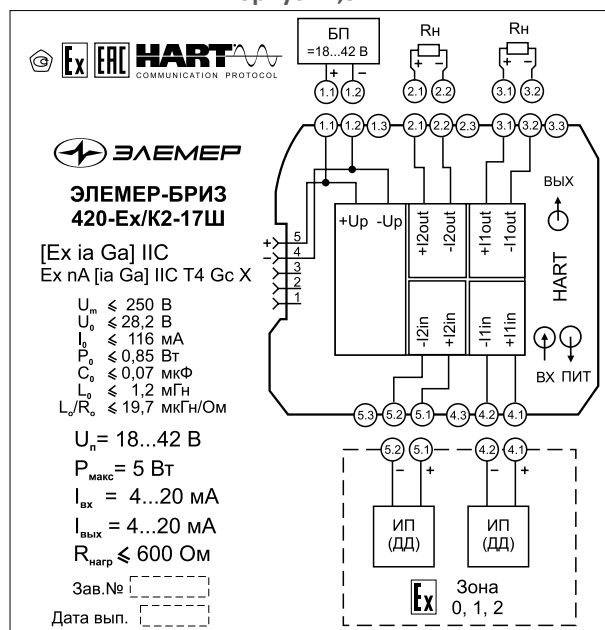 Ex EAC HART
COMMUNICATION PROTOCOL
ЭЛЕМЕР
ЭЛЕМЕР-БРИЗ
420-Ех/К2-17Ш
[Ex ia Ga] IIC
Ex nA [ia Ga] IIC T4 Gc X
Um ⩽ 250 В
U0 ⩽ 28,2 В
I0 ⩽ 116 мА
P0 ⩽ 0,85 Вт
C0 ⩽ 0,07 мкФ
L0 ⩽ 1,2 мГн
Lo/Ro ⩽ 19,7 мкГн/Ом
Uп= 18...42 В
Pмакс= 5 Вт
Iвх = 4...20 мА
Iвых = 4...20 мА
Rнагр ⩽ 600 Ом
Зав.№
Дата вып.
БП
=18...42 В
+ −
Rн
+ −
Rн
+ −
1.1 1.2 2.1 2.2 3.1 3.2
1.1 1.2 1.3 2.1 2.2 2.3 3.1 3.2 3.3
+Up -Up
+I2out -I2out +I1out -I1out
-I2in +I2in -I1in +I1in
+ 5
− 4
3
2
1
ВЫХ
HART
ВХ ПИТ
5.3 5.2 5.1 4.3 4.2 4.1
5.2 5.1 4.2 4.1
− + − +
ИП
(ДД)
ИП
(ДД)
Ex Зона
0, 1, 2